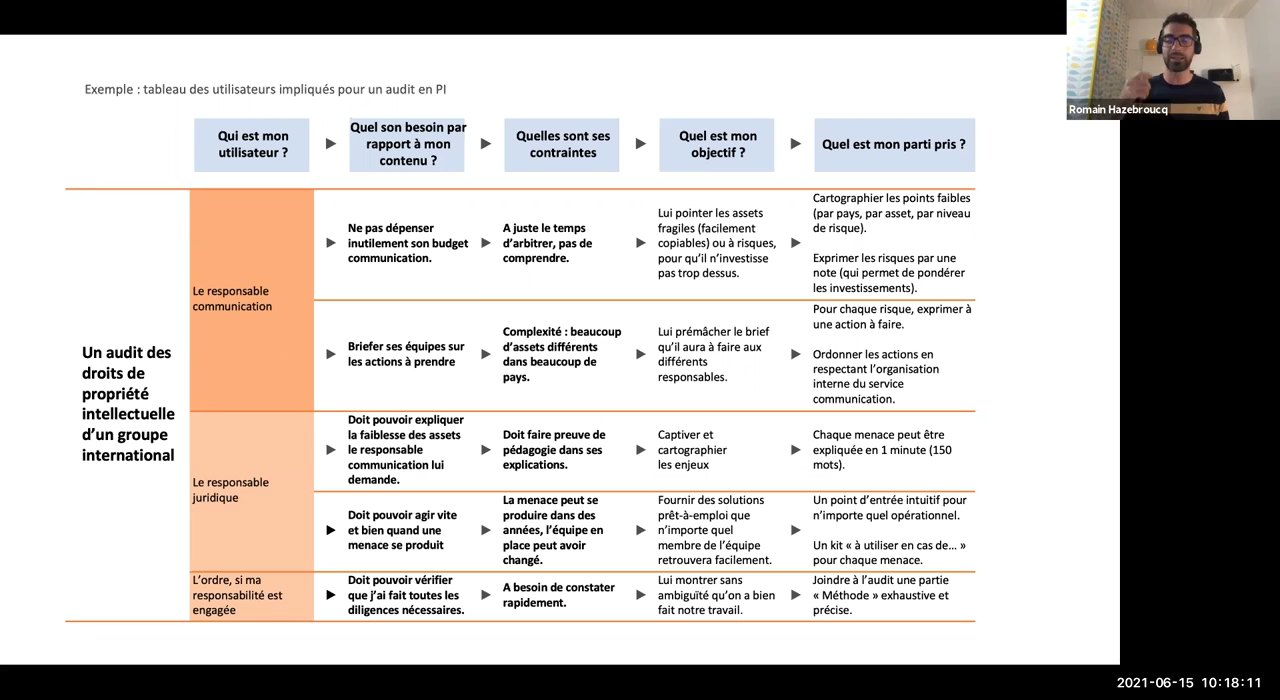 Exemple : tableau des utilisateurs impliqués pour un audit en PI
Romain Hazebroucq
Qui est mon
utilisateur ?
Quel son besoin par
rapport à mon
contenu ?
Quelles sont ses
contraintes
Quel est mon
objectif ?
Quel est mon parti pris ?
Un audit des
droits de
propriété
intellectuelle
d'un groupe
international
Le responsable
communication
Ne pas dépenser
inutilement son budget
communication.
A juste le temps
d'arbitrer, pas de
comprendre.
Lui pointer les assets
fragiles (facilement
copiables) ou à risques,
pour qu'il n'investisse
pas trop dessus.
Cartographier les points faibles
(par pays, par asset, par niveau
de risque).
Exprimer les risques par une
note (qui permet de pondérer
les investissements).
Briefer ses équipes sur
les actions à prendre
Complexité : beaucoup
d'assets différents
dans beaucoup de
pays.
Lui prémâcher le brief
qu'il aura à faire aux
différents
responsables.
Pour chaque risque, exprimer à
une action à faire.
Ordonner les actions en
respectant l'organisation
interne du service
communication.
Le responsable
juridique
Doit pouvoir expliquer
la faiblesse des assets
le responsable
communication lui
demande.
Doit faire preuve de
pédagogie dans ses
explications.
Captiver et
cartographier
les enjeux
Chaque menace peut être
expliquée en 1 minute (150
mots).
Doit pouvoir agir vite
et bien quand une
menace se produit
La menace peut se
produire dans des
années, l'équipe en
place peut avoir
changé.
Fournir des solutions
prêt-à-emploi que
n'importe quel
membre de l'équipe
retrouvera facilement.
Un point d'entrée intuitif pour
n'importe quel opérationnel.
Un kit « à utiliser en cas de... »
pour chaque menace.
L'ordre, si ma
responsabilité est
engagée
Doit pouvoir vérifier
que j'ai fait toutes les
diligences nécessaires.
A besoin de constater
rapidement.
Lui montrer sans
ambiguïté qu'on a bien
fait notre travail.
Joindre à l'audit une partie
« Méthode » exhaustive et
précise.
2021-06-15 10:18:11